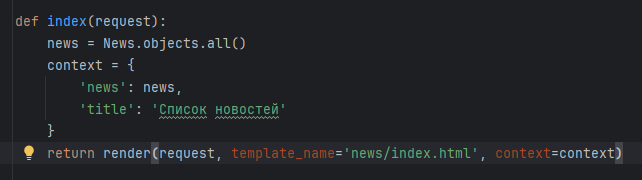 def index(request):
    news = News.objects.all()
    context = {
        'news': news,
        'title': 'Список новостей'
    }
    return render(request, template_name='news/index.html', context=context)